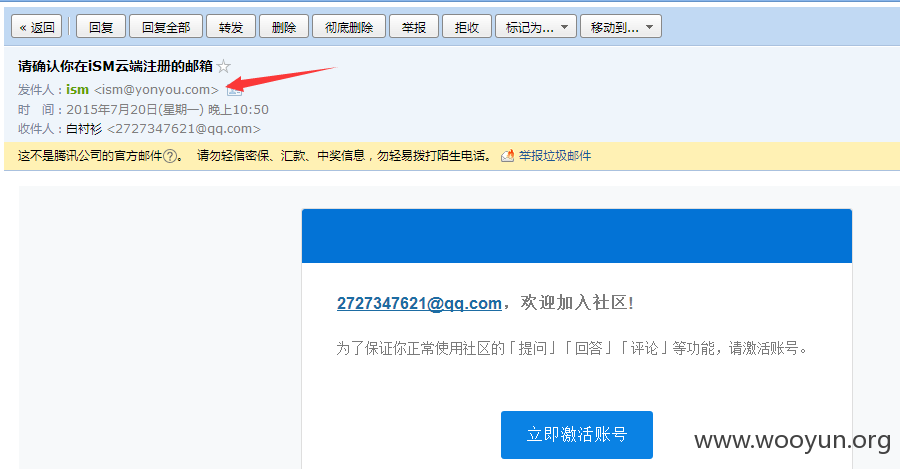 « 返回 回复 回复全部 转发 删除 彻底删除 举报 拒收 标记为... 移动到...
请确认你在iSM云端注册的邮箱
发件人：ism <ism@yonyou.com>
时　间：2015年7月20日(星期一) 晚上10:50
收件人：白衬衫 <2727347621@qq.com>
这不是腾讯公司的官方邮件?。 请勿轻信密保、汇款、中奖信息，勿轻易拨打陌生电话。 举报垃圾邮件
2727347621@qq.com，欢迎加入社区!
为了保证你正常使用社区的「提问」「回答」「评论」等功能，请激活账号。
立即激活账号
www.wooyun.org